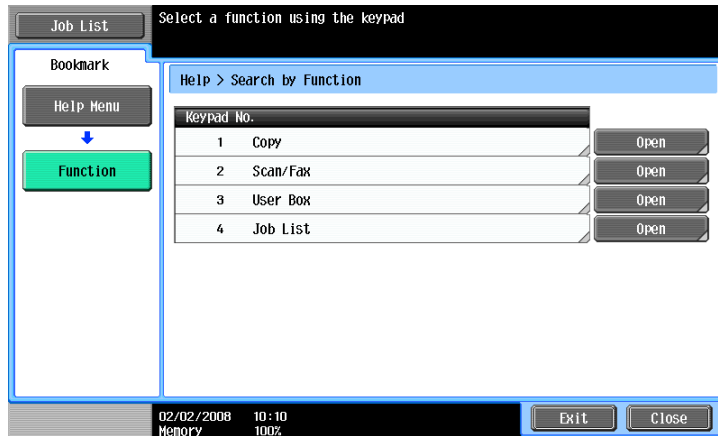 Job List
Select a function using the keypad
Bookmark
Help Menu
Function
Help > Search by Function
Keypad No.
1 Copy Open
2 Scan/Fax Open
3 User Box Open
4 Job List Open
02/02/2008 10:10
Memory 100%
Exit Close